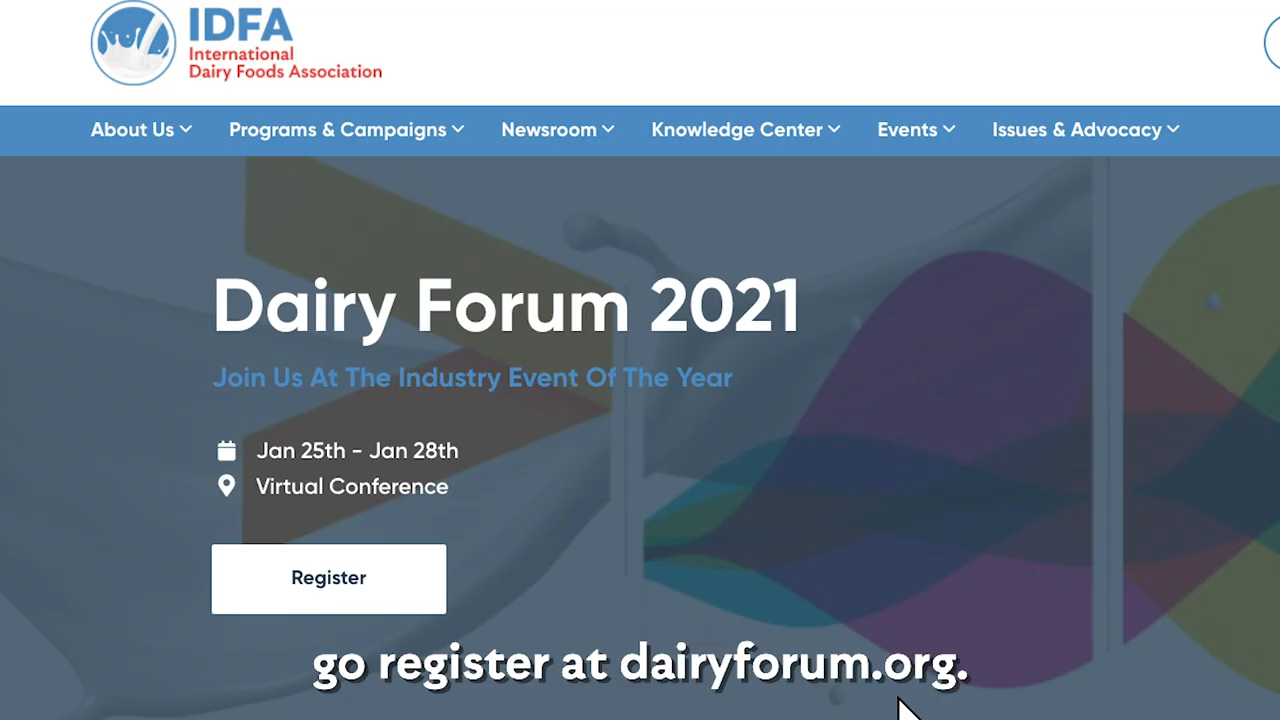 IDFA
International
Dairy Foods Association
About Us Programs & Campaigns Newsroom Knowledge Center Events Issues & Advocacy
Dairy Forum 2021
Join Us At The Industry Event Of The Year
Jan 25th - Jan 28th
Virtual Conference
Register
go register at dairyforum.org.